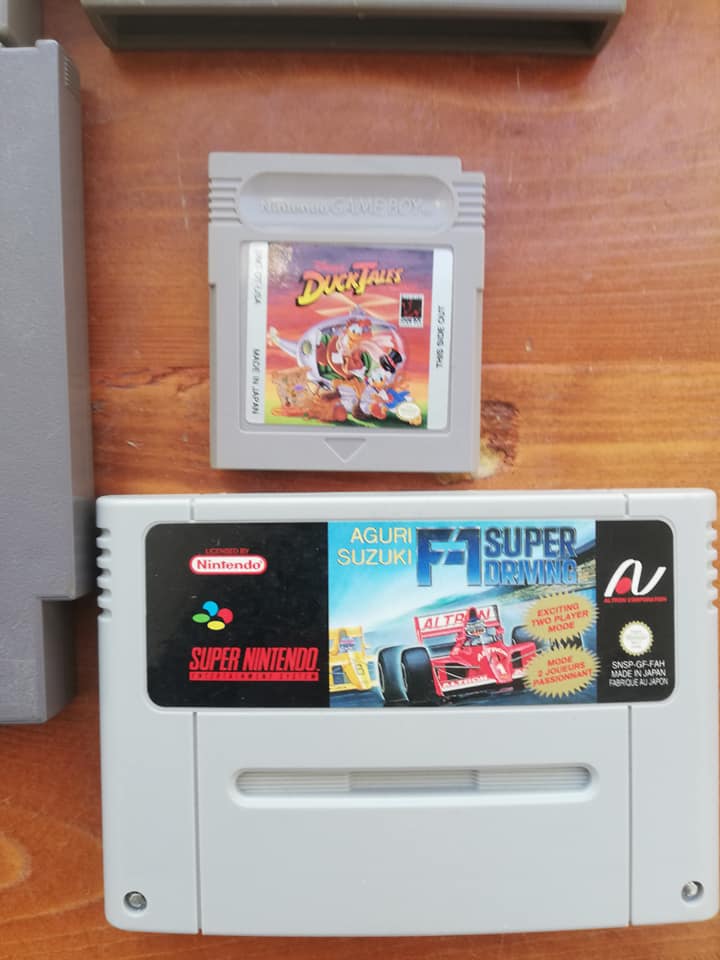 Nintendo GAME BOY
DUCKTALES
MADE IN JAPAN
THIS SIDE OUT
LICENSED BY
Nintendo
SUPER NINTENDO
ENTERTAINMENT SYSTEM
AGURI
SUZUKI
F-1
SUPER
DRIVING
ALTRON
EXCITING
TWO PLAYER
MODE
MODE
2 JOUEURS
PASSIONNANT
ALTRON CORPORATION
SNSP-GF-FAH
MADE IN JAPAN
FABRIQUE AU JAPON